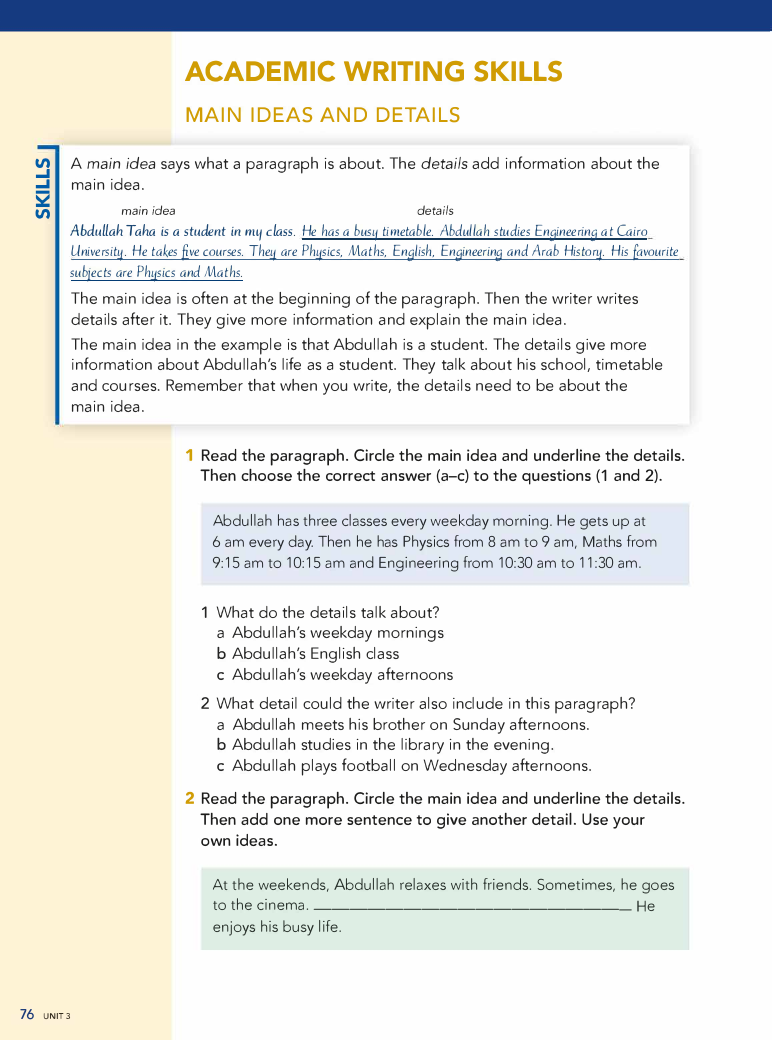 ACADEMIC WRITING SKILLS
MAIN IDEAS AND DETAILS
SKILLS
A main idea says what a paragraph is about. The details add information about the
main idea.
main idea details
Abdullah Taha is a student in my class. He has a busy timetable. Abdullah studies Engineering at Cairo
University. He takes five courses. They are Physics, Maths, English, Engineering and Arab History. His favourite
subjects are Physics and Maths.
The main idea is often at the beginning of the paragraph. Then the writer writes
details after it. They give more information and explain the main idea.
The main idea in the example is that Abdullah is a student. The details give more
information about Abdullah's life as a student. They talk about his school, timetable
and courses. Remember that when you write, the details need to be about the
main idea.
1 Read the paragraph. Circle the main idea and underline the details.
Then choose the correct answer (a–c) to the questions (1 and 2).
Abdullah has three classes every weekday morning. He gets up at
6 am every day. Then he has Physics from 8 am to 9 am, Maths from
9:15 am to 10:15 am and Engineering from 10:30 am to 11:30 am.
1 What do the details talk about?
a Abdullah's weekday mornings
b Abdullah's English class
c Abdullah's weekday afternoons
2 What detail could the writer also include in this paragraph?
a Abdullah meets his brother on Sunday afternoons.
b Abdullah studies in the library in the evening.
c Abdullah plays football on Wednesday afternoons.
2 Read the paragraph. Circle the main idea and underline the details.
Then add one more sentence to give another detail. Use your
own ideas.
At the weekends, Abdullah relaxes with friends. Sometimes, he goes
to the cinema. ______________________________ He
enjoys his busy life.
76 UNIT 3